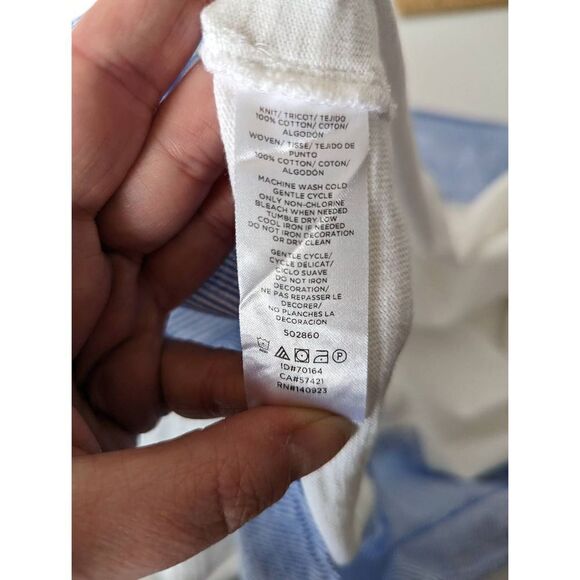 KNIT/ TRICOT/ TEJIDO
100% COTTON/ COTON/
ALGODÓN
WOVEN/ TISSE/ TEJIDO DE
PUNTO
100% COTTON/ COTON/
ALGODÓN
MACHINE WASH COLD
GENTLE CYCLE
ONLY NON-CHLORINE
BLEACH WHEN NEEDED
TUMBLE DRY LOW
COOL IRON IF NEEDED
DO NOT IRON DECORATION
OR DRY CLEAN
GENTLE CYCLE/
CYCLE DELICAT/
CICLO SUAVE
DO NOT IRON
DECORATION/
NE PAS REPASSER LE
DECORER/
NO PLANCHES LA
DECORACION
S02860
P
ID#70164
CA#57421
RN#140923